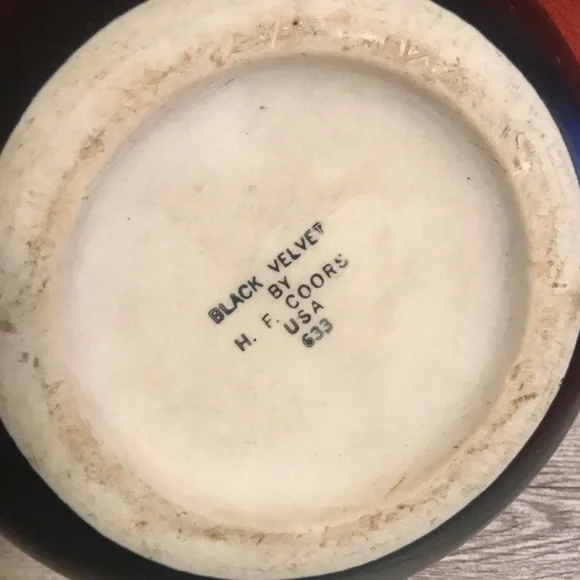 BLACK VELVET
BY
H. F. COORS
USA
633